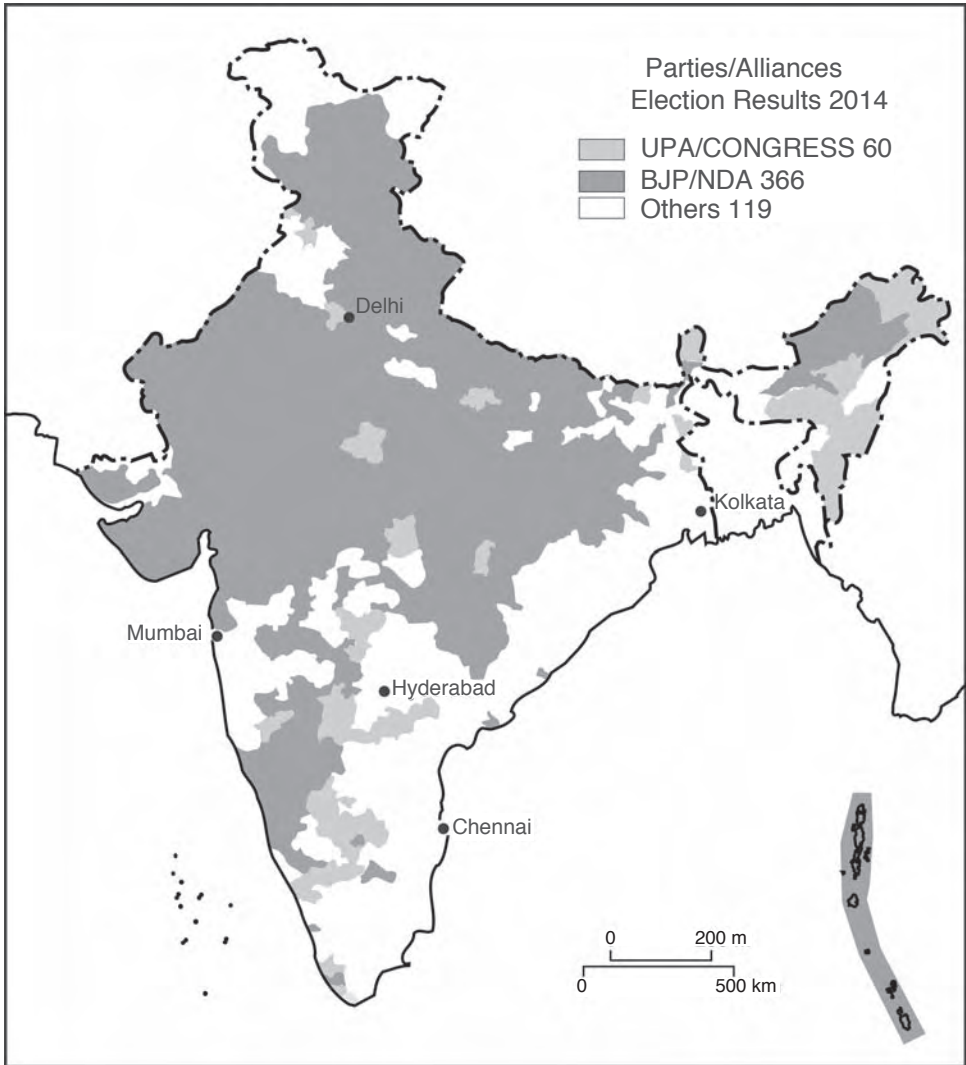 Parties/Alliances
Election Results 2014
UPA/CONGRESS 60
BJP/NDA 366
Others 119
Delhi
Kolkata
Mumbai
Hyderabad
Chennai
0 200 m
0 500 km